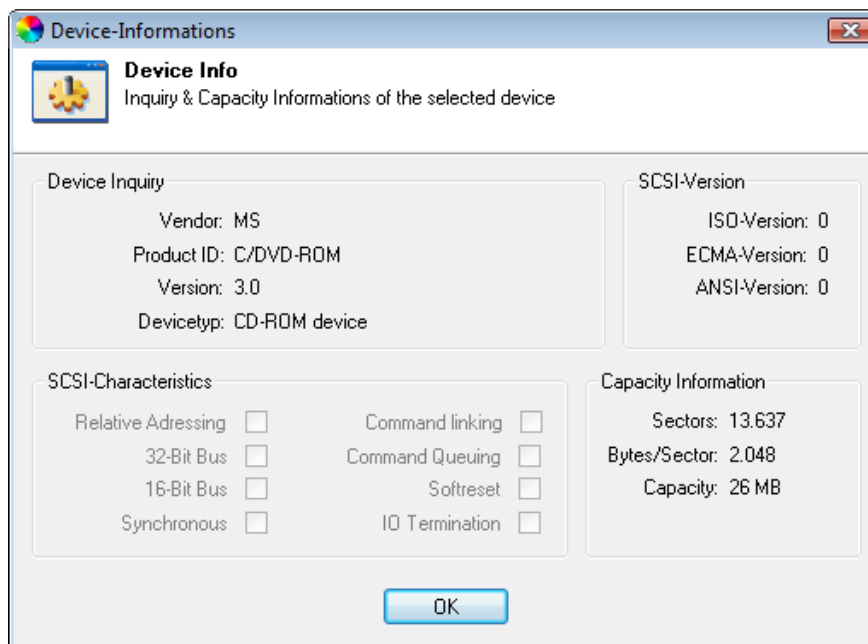 Device-Informations
Device Info
Inquiry & Capacity Informations of the selected device
Device Inquiry
Vendor: MS
Product ID: C/DVD-ROM
Version: 3.0
Devicetyp: CD-ROM device
SCSI-Version
ISO-Version: 0
ECMA-Version: 0
ANSI-Version: 0
SCSI-Characteristics
Relative Adressing
Command linking
32-Bit Bus
Command Queuing
16-Bit Bus
Softreset
Synchronous
IO Termination
Capacity Information
Sectors: 13.637
Bytes/Sector: 2.048
Capacity: 26 MB
OK